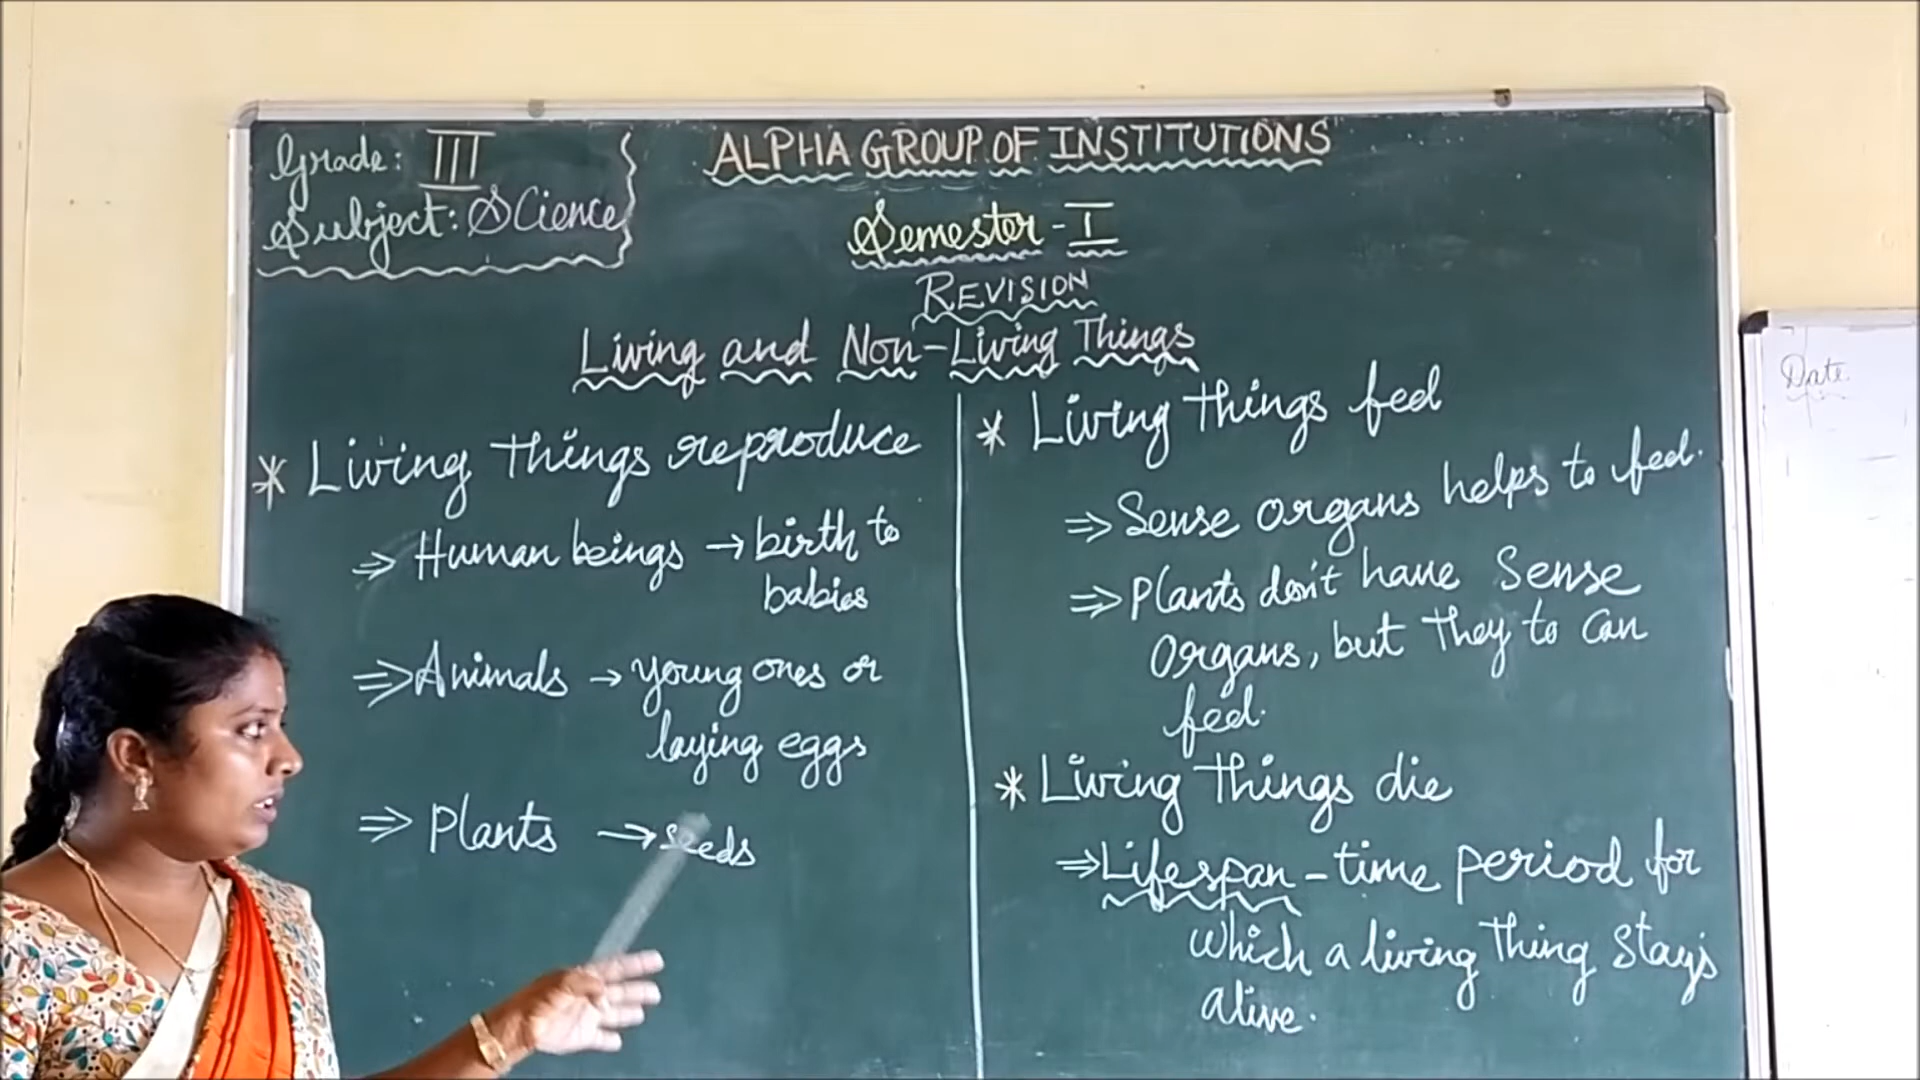 Grade: III
Subject: Science
ALPHA GROUP OF INSTITUTIONS
Semester - I
REVISION
Living and Non-Living Things
* Living things reproduce
⇒ Human beings → birth to
babies
⇒ Animals → young ones or
laying eggs
⇒ Plants → seeds
* Living things feel
⇒ Sense organs helps to feel.
⇒ Plants don't have sense
organs, but they to can
feel.
* Living things die
⇒ Lifespan - time period for
which a living thing stays
alive.
Date: